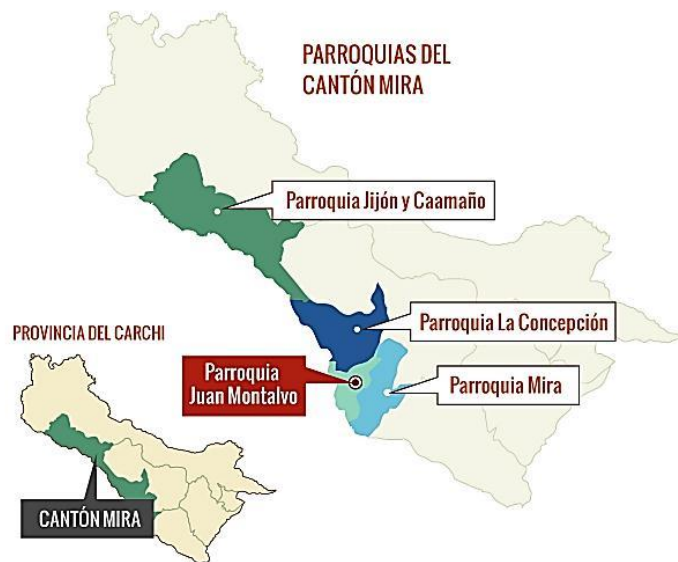 PARROQUIAS DEL
CANTÓN MIRA
Parroquia Jijón y Caamaño
Parroquia La Concepción
PROVINCIA DEL CARCHI
Parroquia
Juan Montalvo
Parroquia Mira
CANTÓN MIRA